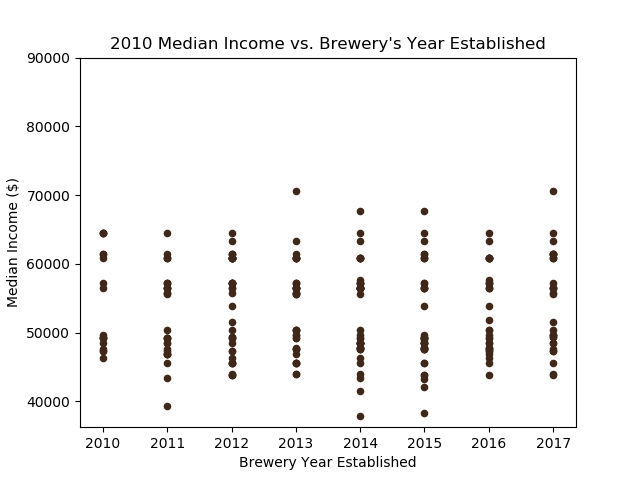 2010 Median Income vs. Brewery's Year Established
90000
80000
70000
60000
50000
40000
Median Income ($)
2010 2011 2012 2013 2014 2015 2016 2017
Brewery Year Established